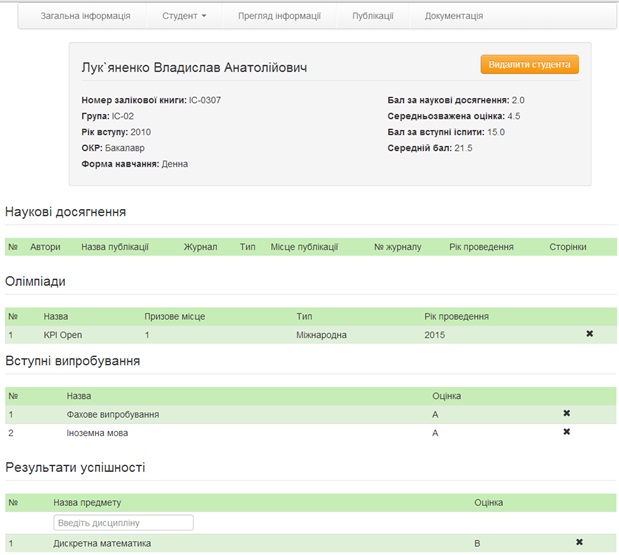 Загальна інформація Студент Прегляд інформації Публікації Документація
Лук`яненко Владислав Анатолійович Видалити студента
Номер залікової книги: ІС-0307 Бал за наукові досягнення: 2.0
Група: ІС-02 Середньозважена оцінка: 4.5
Рік вступу: 2010 Бал за вступні іспити: 15.0
ОКР: Бакалавр Середній бал: 21.5
Форма навчання: Денна
Наукові досягнення
№ Автори Назва публікації Журнал Тип Місце публікації № журналу Рік проведення Сторінки
Олімпіади
№ Назва Призове місце Тип Рік проведення
1 KPI Open 1 Міжнародна 2015 ✖
Вступні випробування
№ Назва Оцінка
1 Фахове випробування A ✖
2 Іноземна мова A ✖
Результати успішності
№ Назва предмету Оцінка
Введіть дисципліну
1 Дискретна математика B ✖